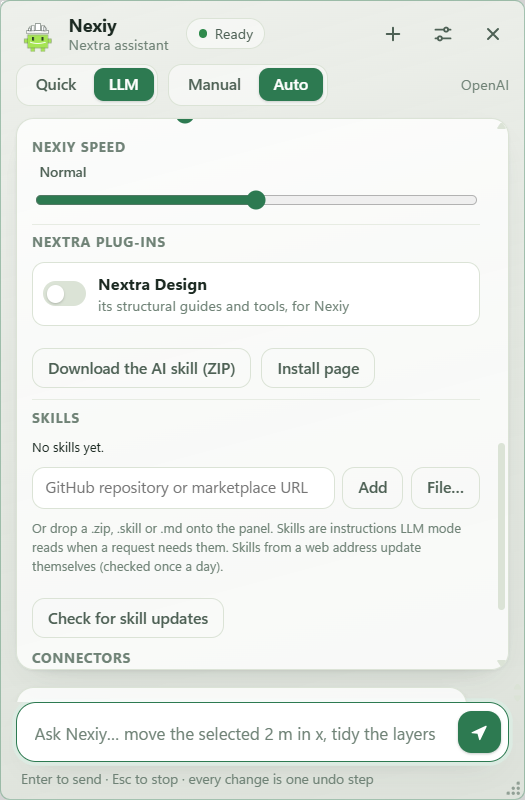 Nexiy
Nextra assistant
Ready
Quick
LLM
Manual
Auto
OpenAI
NEXIY SPEED
Normal
NEXTRA PLUG-INS
Nextra Design
its structural guides and tools, for Nexiy
Download the AI skill (ZIP)
Install page
SKILLS
No skills yet.
GitHub repository or marketplace URL
Add
File...
Or drop a .zip, .skill or .md onto the panel. Skills are instructions LLM mode
reads when a request needs them. Skills from a web address update
themselves (checked once a day).
Check for skill updates
CONNECTORS
Ask Nexiy... move the selected 2 m in x, tidy the layers
Enter to send · Esc to stop · every change is one undo step